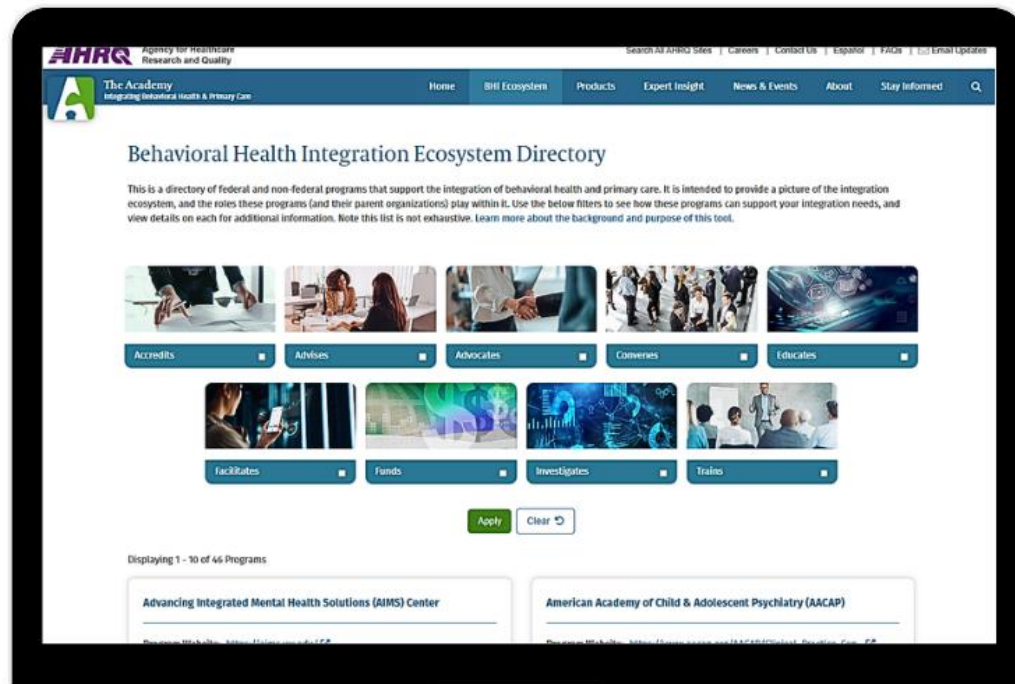 AHRQ Agency for Healthcare
Research and Quality
Search All AHRQ Sites | Careers | Contact Us | Español | FAQs | Email Updates
The Academy
Integrating Behavioral Health & Primary Care
Home BHI Ecosystem Products Expert Insight News & Events About Stay Informed
Behavioral Health Integration Ecosystem Directory
This is a directory of federal and non-federal programs that support the integration of behavioral health and primary care. It is intended to provide a picture of the integration
ecosystem, and the roles these programs (and their parent organizations) play within it. Use the below filters to see how these programs can support your integration needs, and
view details on each for additional information. Note this list is not exhaustive. Learn more about the background and purpose of this tool.
Accredits Advises Advocates Convenes Educates
Facilitates Funds Investigates Trains
Apply Clear
Displaying 1 - 10 of 46 Programs
Advancing Integrated Mental Health Solutions (AIMS) Center
American Academy of Child & Adolescent Psychiatry (AACAP)
Program Website:
Program Website: